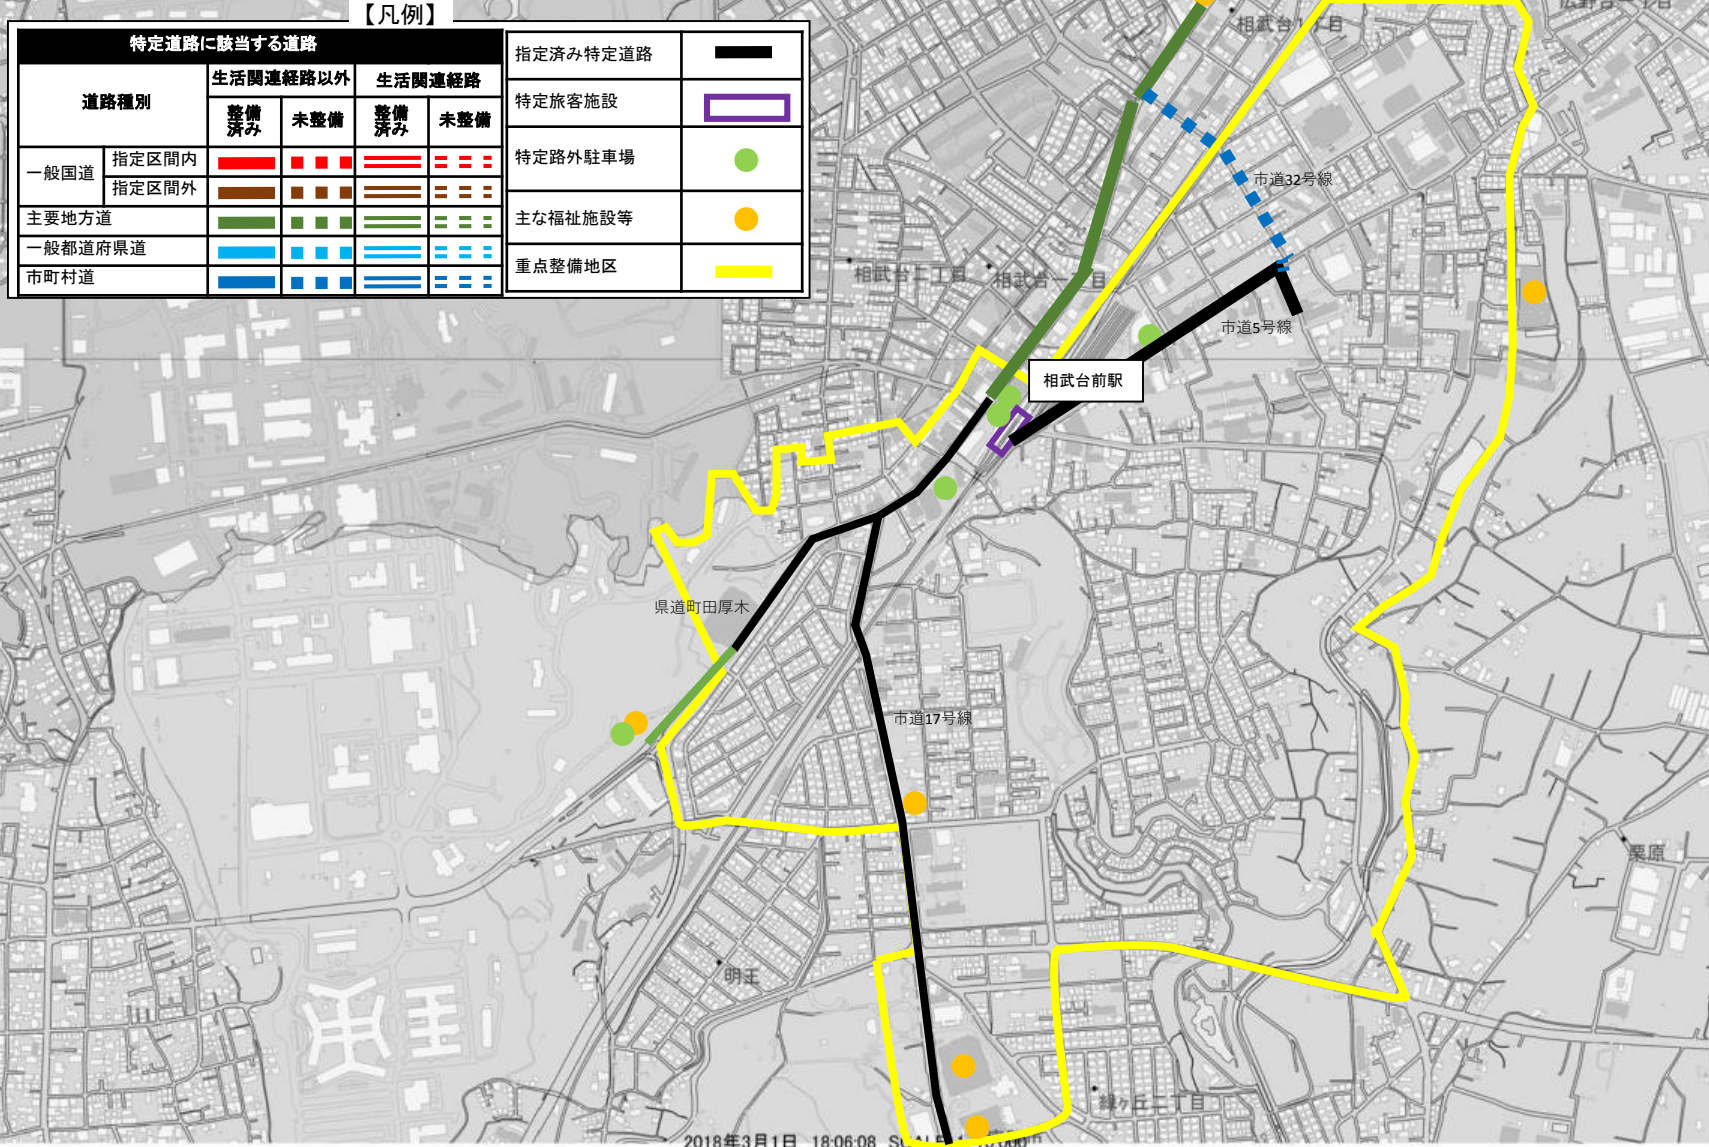 【凡例】
特定道路に該当する道路
道路種別
生活関連経路以外
生活関連経路
整備済み
未整備
整備済み
未整備
一般国道
指定区間内
指定区間外
主要地方道
一般都道府県道
市町村道
指定済み特定道路
特定旅客施設
特定路外駐車場
主な福祉施設等
重点整備地区
相武台1丁目
広野台一丁目
市道32号線
相武台二丁目
相武台一丁目
市道5号線
相武台前駅
県道町田厚木
市道17号線
栗原
明王
緑ヶ丘二丁目
2018年3月1日 18:06:08